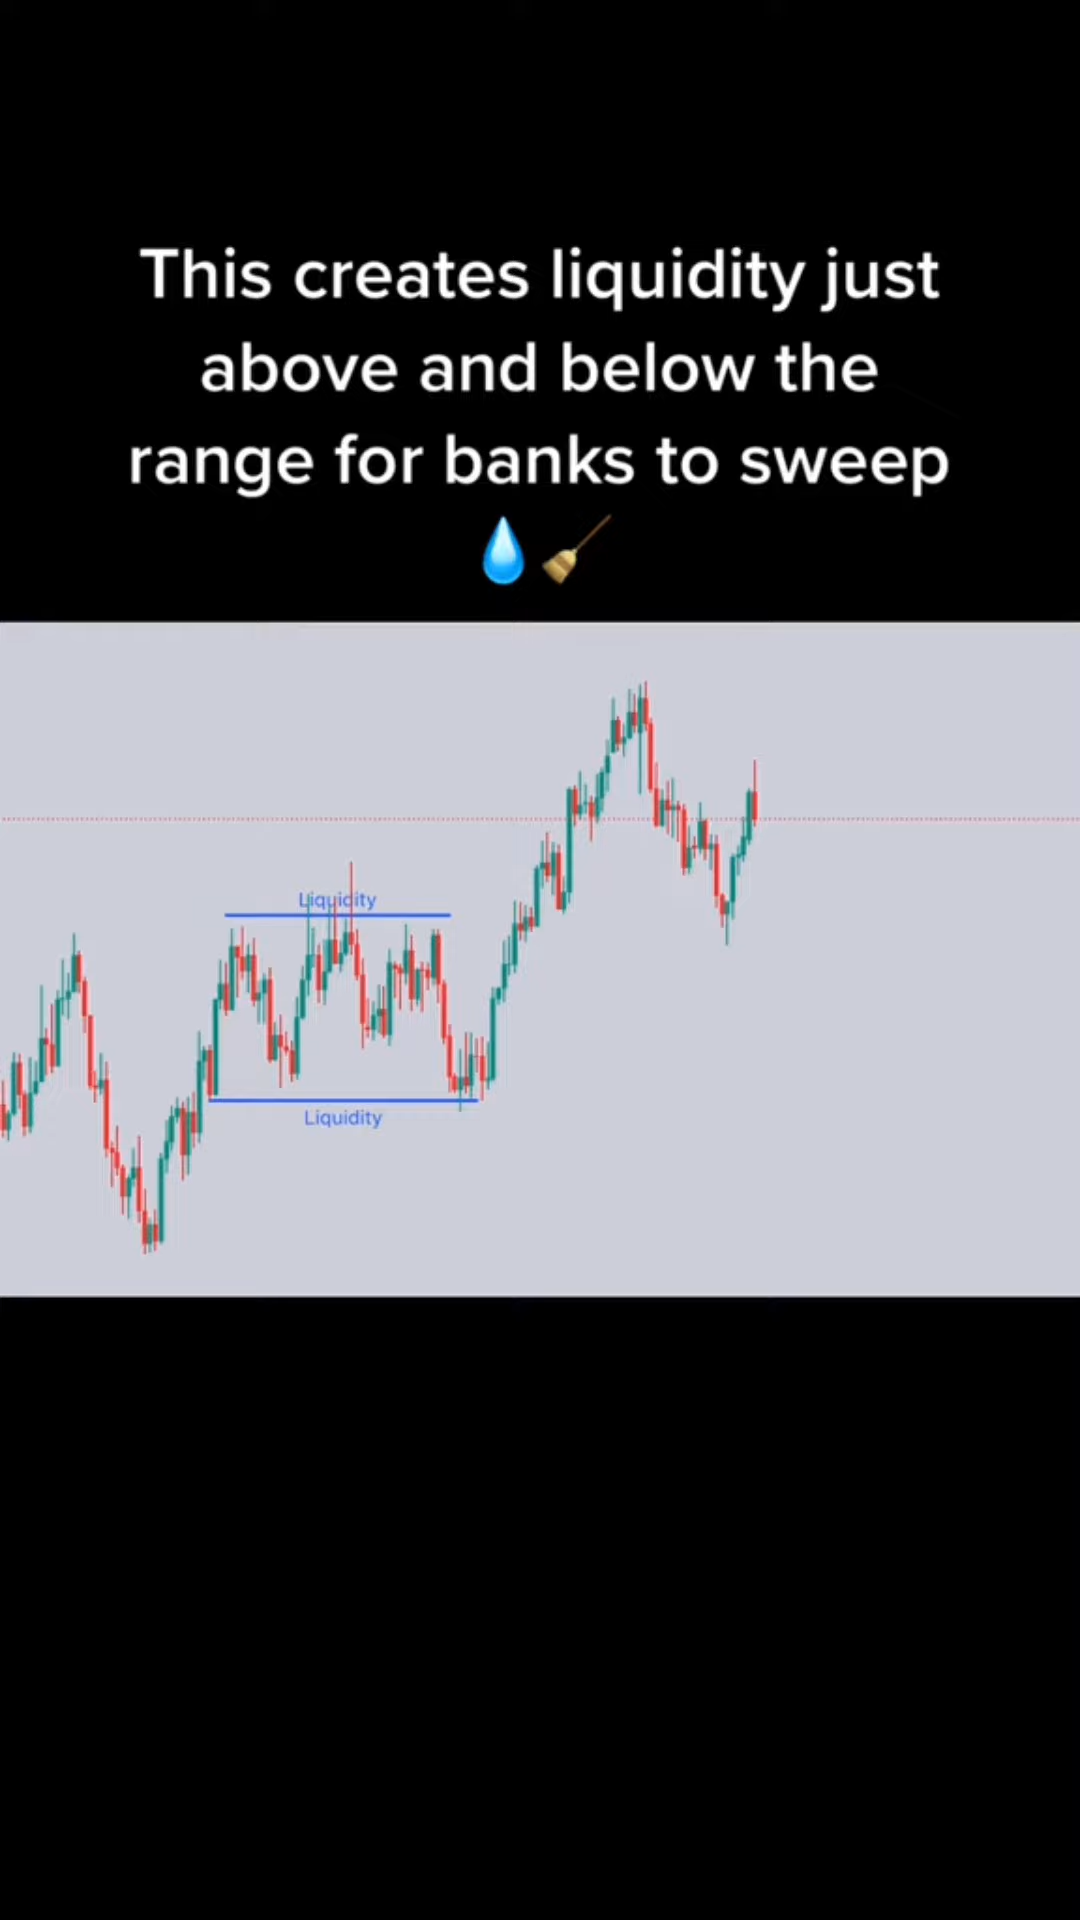 This creates liquidity just
above and below the
range for banks to sweep
💧🧹
Liquidity
Liquidity